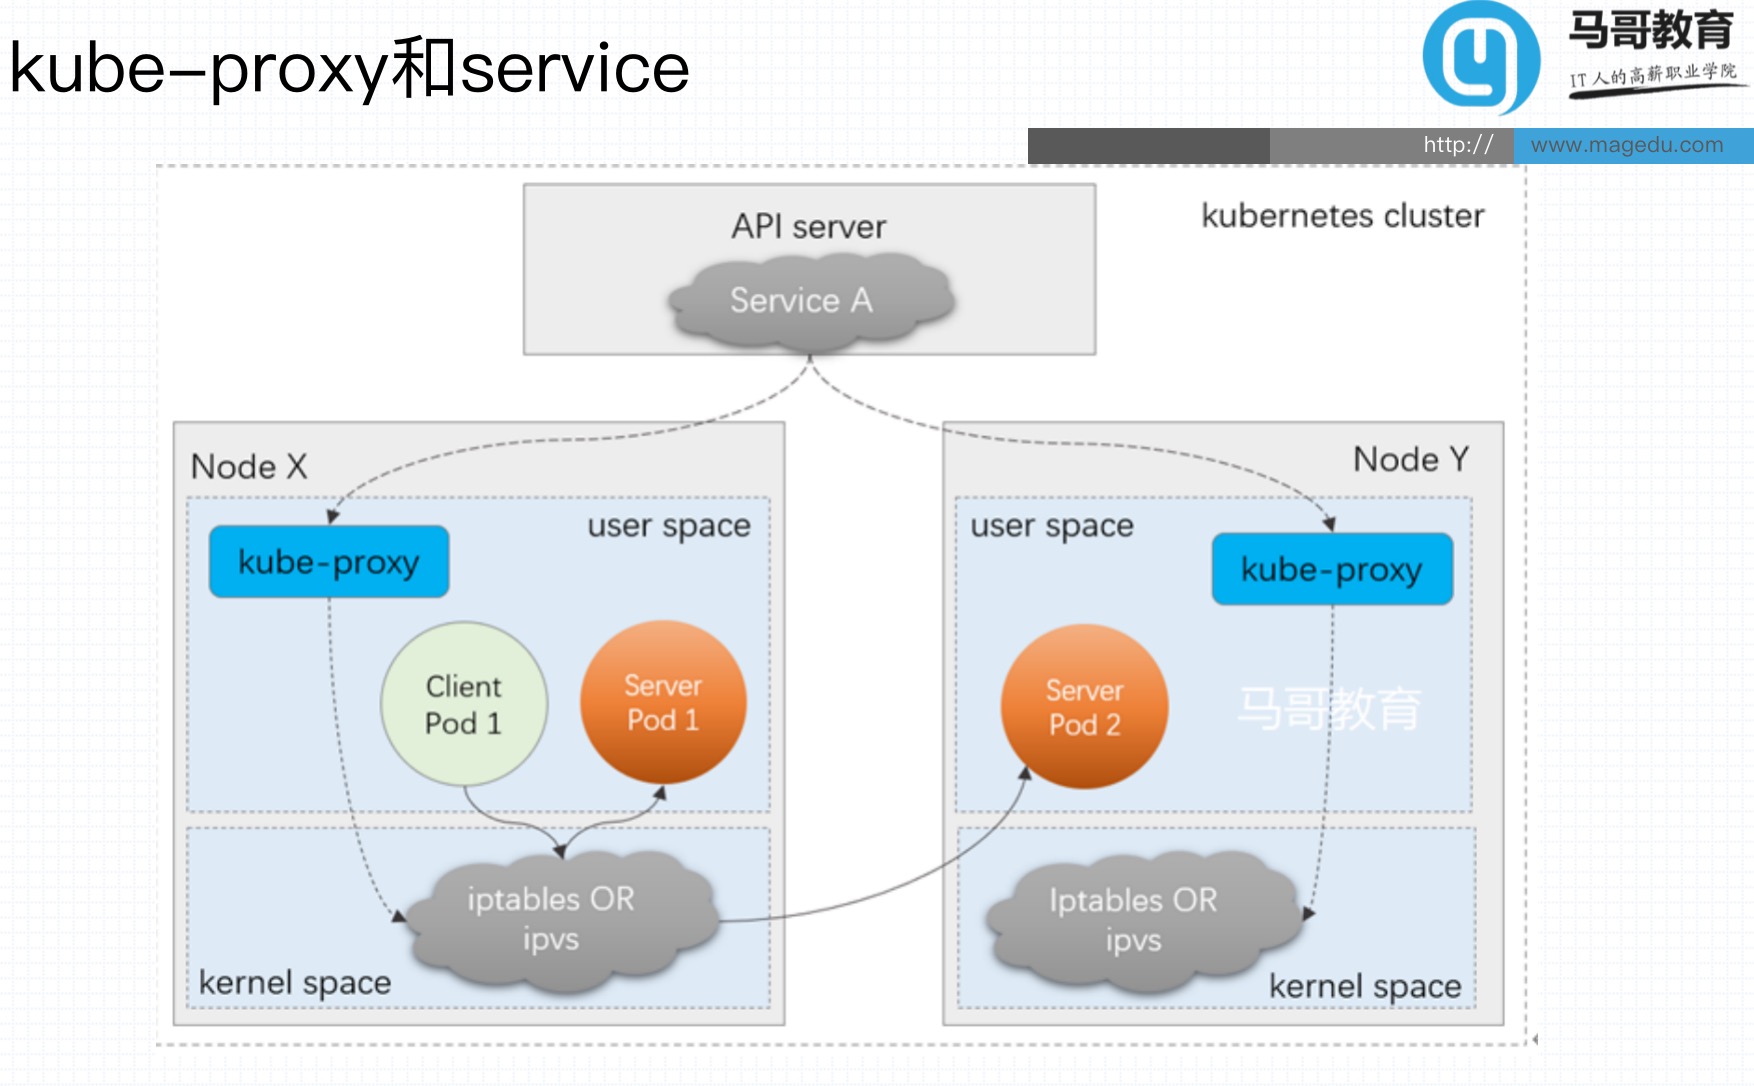 kube-proxy和service
马哥教育
IT人的高薪职业学院
http://
www.magedu.com
API server
kubernetes cluster
Service A
Node X
Node Y
user space
user space
kube-proxy
kube-proxy
Client
Pod 1
Server
Pod 1
Server
Pod 2
马哥教育
iptables OR
ipvs
Iptables OR
ipvs
kernel space
kernel space